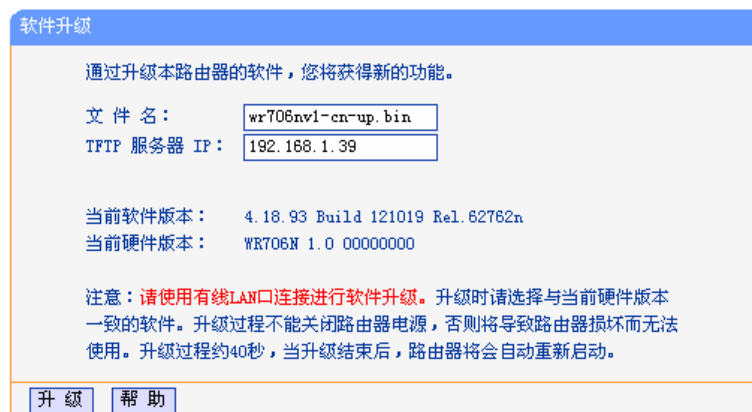 软件升级
通过升级本路由器的软件，您将获得新的功能。
文 件 名： wr706nv1-cn-up.bin
TFTP 服务器 IP： 192.168.1.39
当前软件版本： 4.18.93 Build 121019 Rel.62762n
当前硬件版本： WR706N 1.0 00000000
注意：请使用有线LAN口连接进行软件升级。升级时请选择与当前硬件版本
一致的软件。升级过程不能关闭路由器电源，否则将导致路由器损坏而无法
使用。升级过程约40秒，当升级结束后，路由器将会自动重新启动。
升 级 帮 助